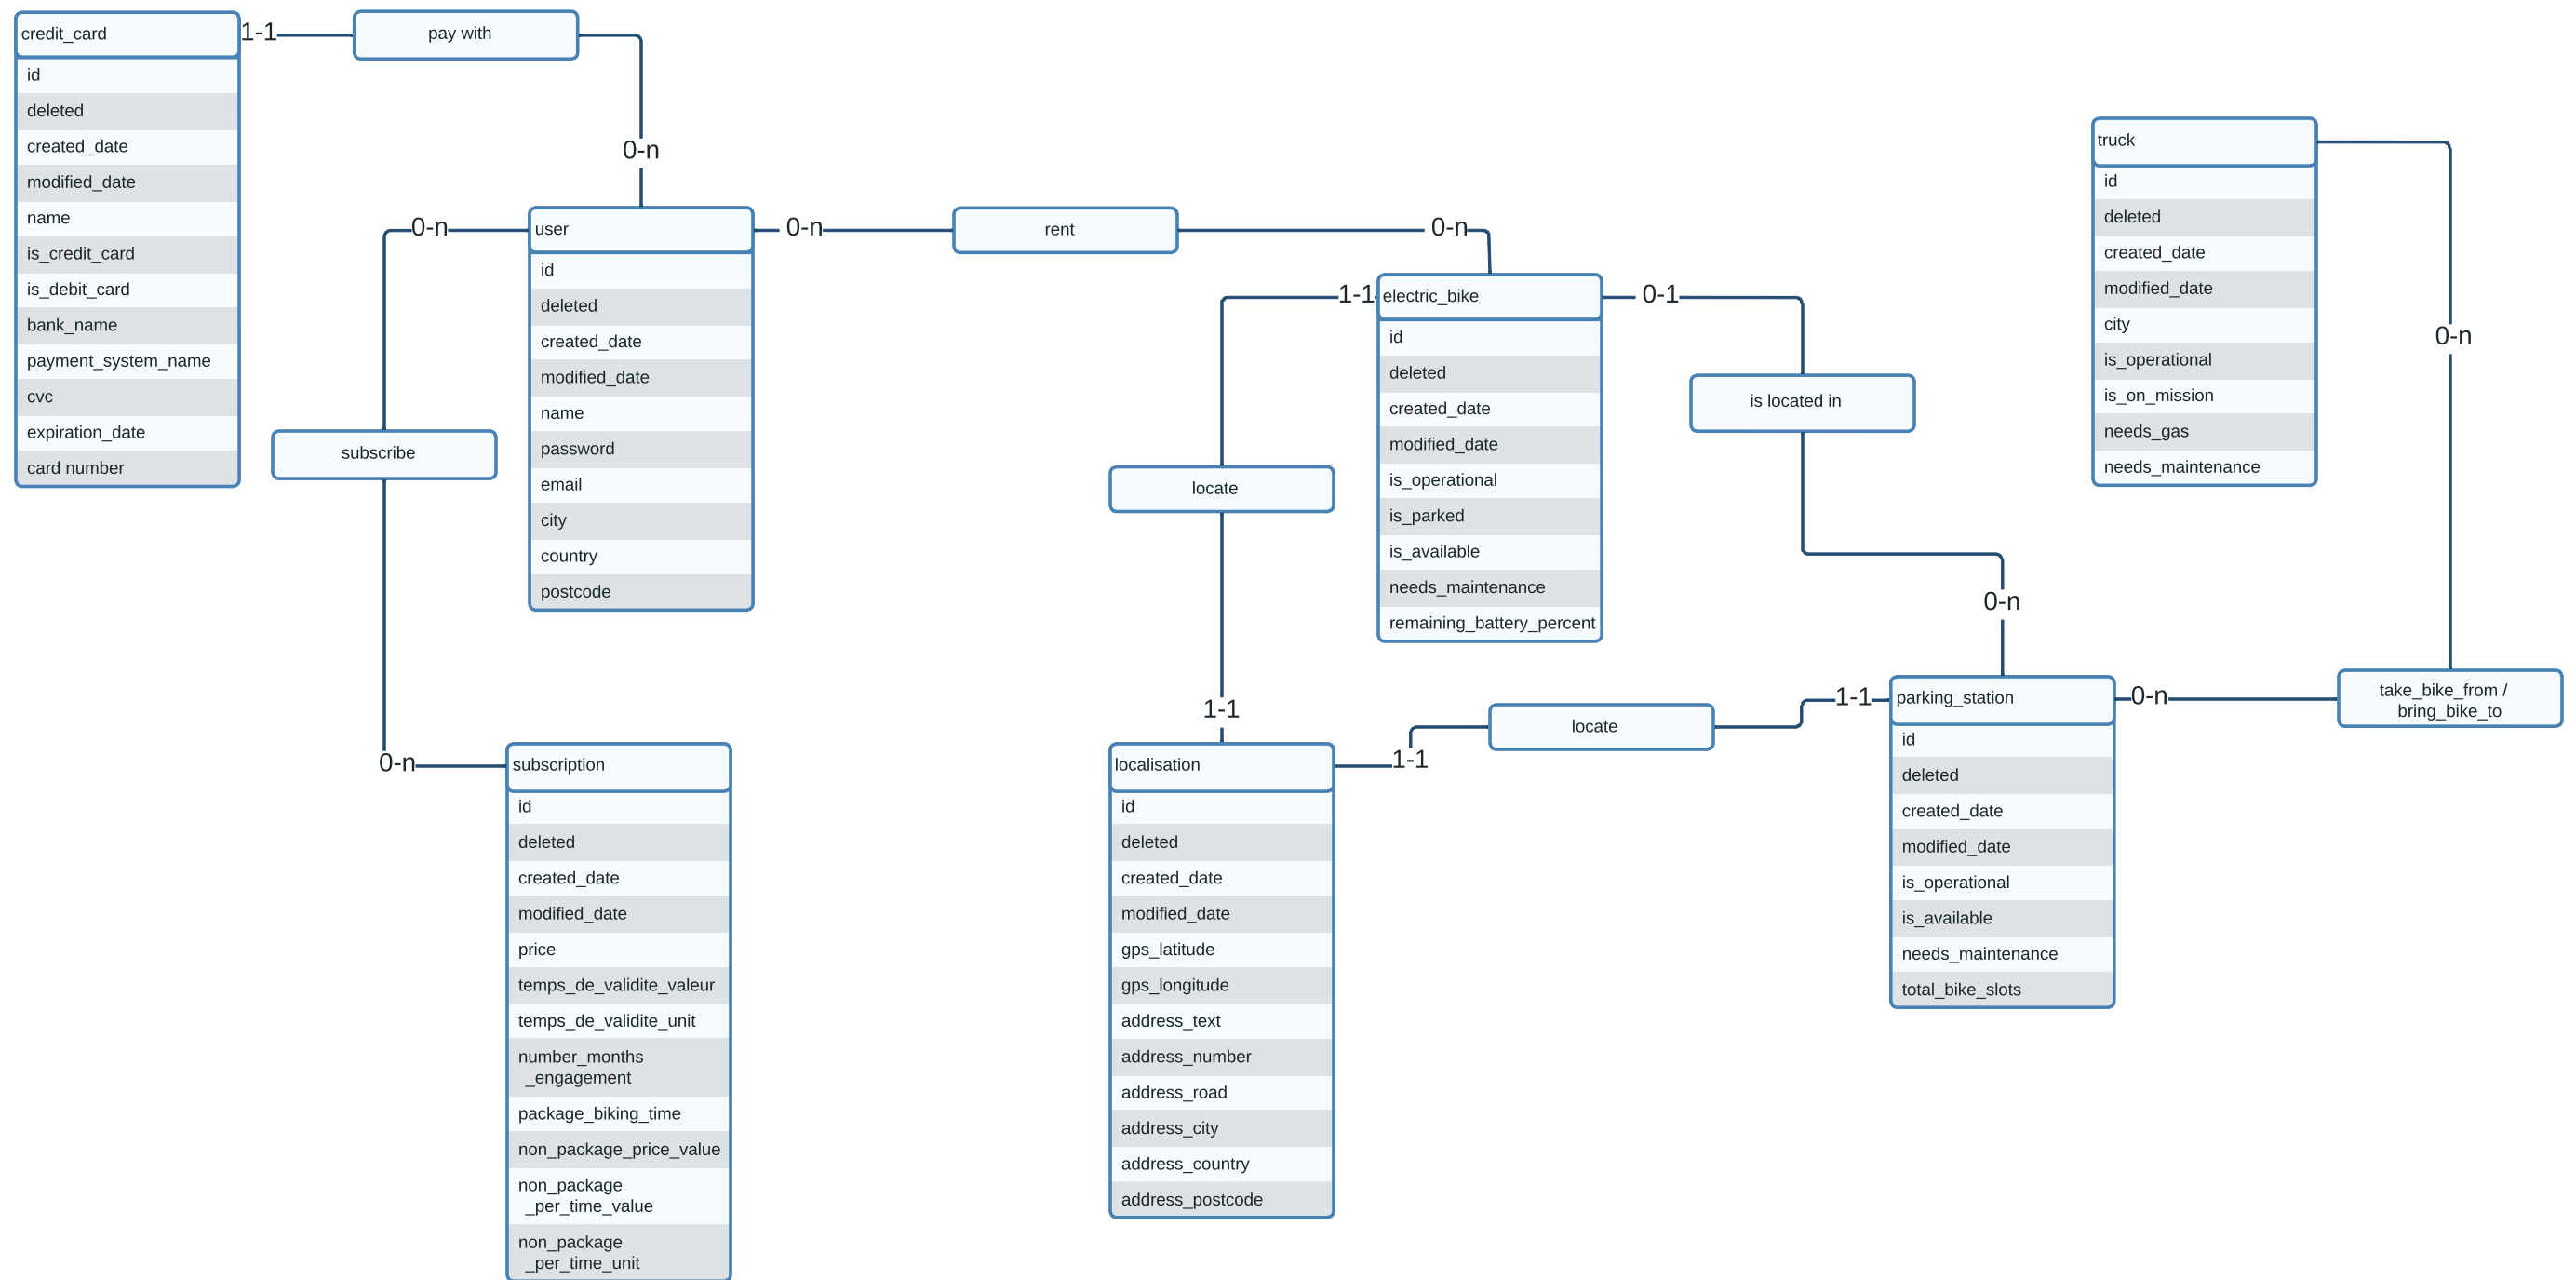 credit_card
id
deleted
created_date
modified_date
name
is_credit_card
is_debit_card
bank_name
payment_system_name
cvc
expiration_date
card number
1-1
pay with
0-n
0-n
subscribe
0-n
user
id
deleted
created_date
modified_date
name
password
email
city
country
postcode
0-n
rent
0-n
subscription
id
deleted
created_date
modified_date
price
temps_de_validite_valeur
temps_de_validite_unit
number_months
_engagement
package_biking_time
non_package_price_value
non_package
_per_time_value
non_package
_per_time_unit
1-1
electric_bike
id
deleted
created_date
modified_date
is_operational
is_parked
is_available
needs_maintenance
remaining_battery_percent
0-1
is located in
0-n
locate
1-1
localisation
id
deleted
created_date
modified_date
gps_latitude
gps_longitude
address_text
address_number
address_road
address_city
address_country
address_postcode
1-1
locate
1-1
parking_station
id
deleted
created_date
modified_date
is_operational
is_available
needs_maintenance
total_bike_slots
0-n
take_bike_from /
bring_bike_to
0-n
truck
id
deleted
created_date
modified_date
city
is_operational
is_on_mission
needs_gas
needs_maintenance